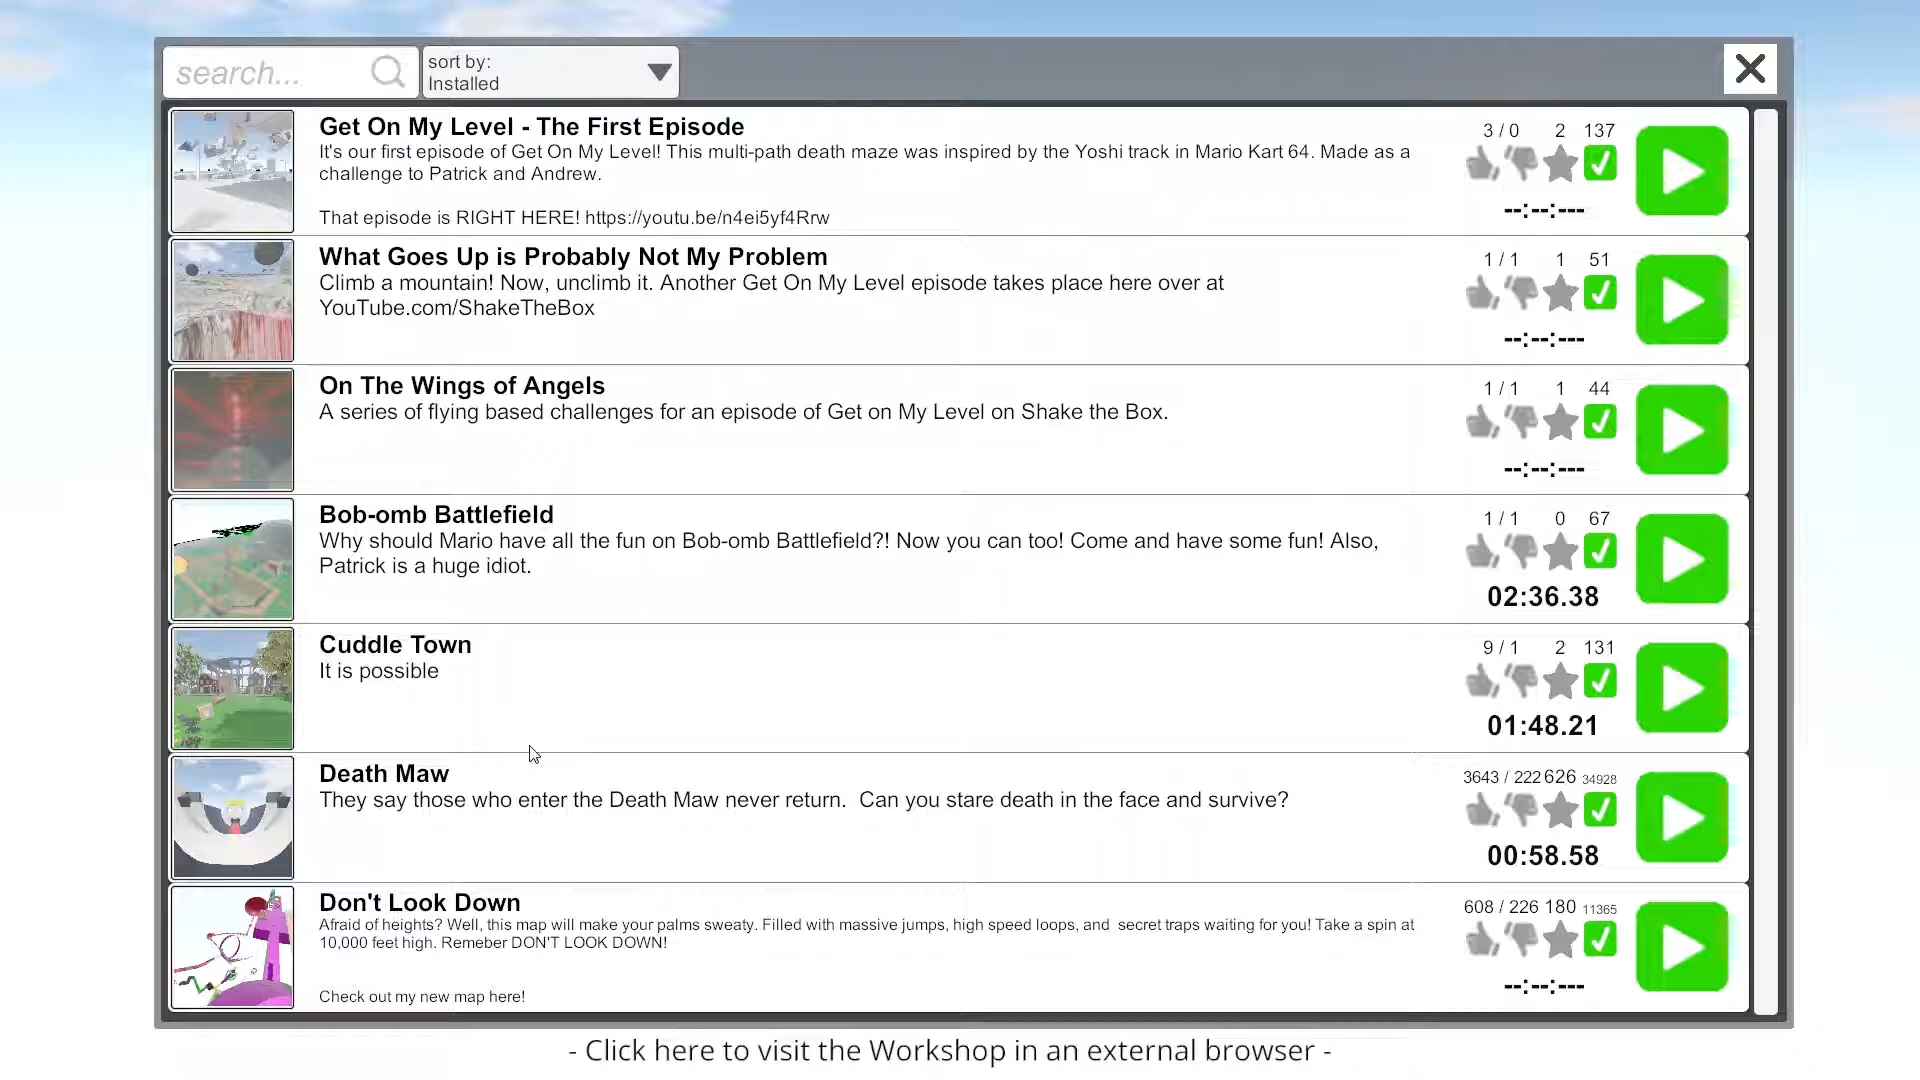 search...
sort by:
Installed
Get On My Level - The First Episode
It's our first episode of Get On My Level! This multi-path death maze was inspired by the Yoshi track in Mario Kart 64. Made as a
challenge to Patrick and Andrew.
That episode is RIGHT HERE! https://youtu.be/n4ei5yf4Rrw
3 / 0 2 137
--:--:---
What Goes Up is Probably Not My Problem
Climb a mountain! Now, unclimb it. Another Get On My Level episode takes place here over at
YouTube.com/ShakeTheBox
1 / 1 1 51
--:--:---
On The Wings of Angels
A series of flying based challenges for an episode of Get on My Level on Shake the Box.
1 / 1 1 44
--:--:---
Bob-omb Battlefield
Why should Mario have all the fun on Bob-omb Battlefield?! Now you can too! Come and have some fun! Also,
Patrick is a huge idiot.
1 / 1 0 67
02:36.38
Cuddle Town
It is possible
9 / 1 2 131
01:48.21
Death Maw
They say those who enter the Death Maw never return.  Can you stare death in the face and survive?
3643 / 222 626 34928
00:58.58
Don't Look Down
Afraid of heights? Well, this map will make your palms sweaty. Filled with massive jumps, high speed loops, and  secret traps waiting for you! Take a spin at
10,000 feet high. Remeber DON'T LOOK DOWN!
Check out my new map here!
608 / 226 180 11365
--:--:---
- Click here to visit the Workshop in an external browser -